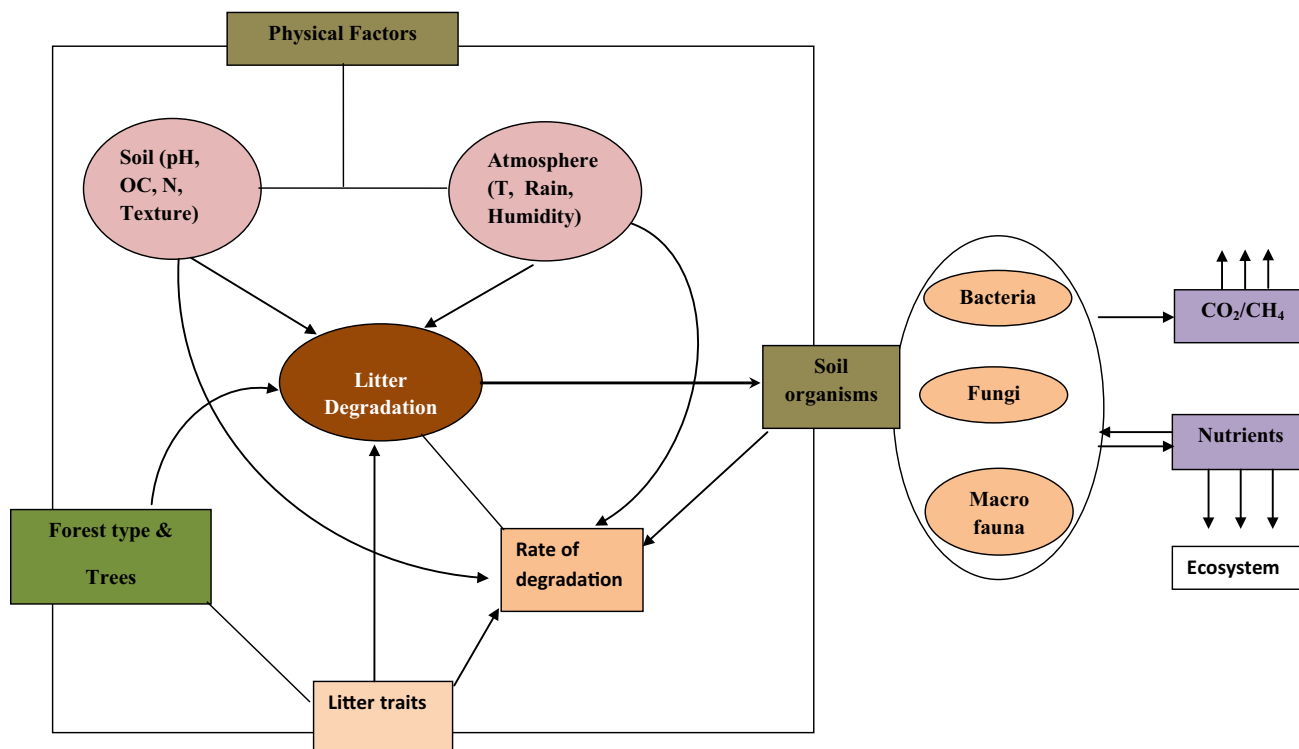 Physical Factors
Soil (pH,
OC, N,
Texture)
Atmosphere
(T, Rain,
Humidity)
Litter
Degradation
Soil
organisms
Bacteria
Fungi
Macro
fauna
CO₂/CH₄
Nutrients
Ecosystem
Forest type &
Trees
Rate of
degradation
Litter traits